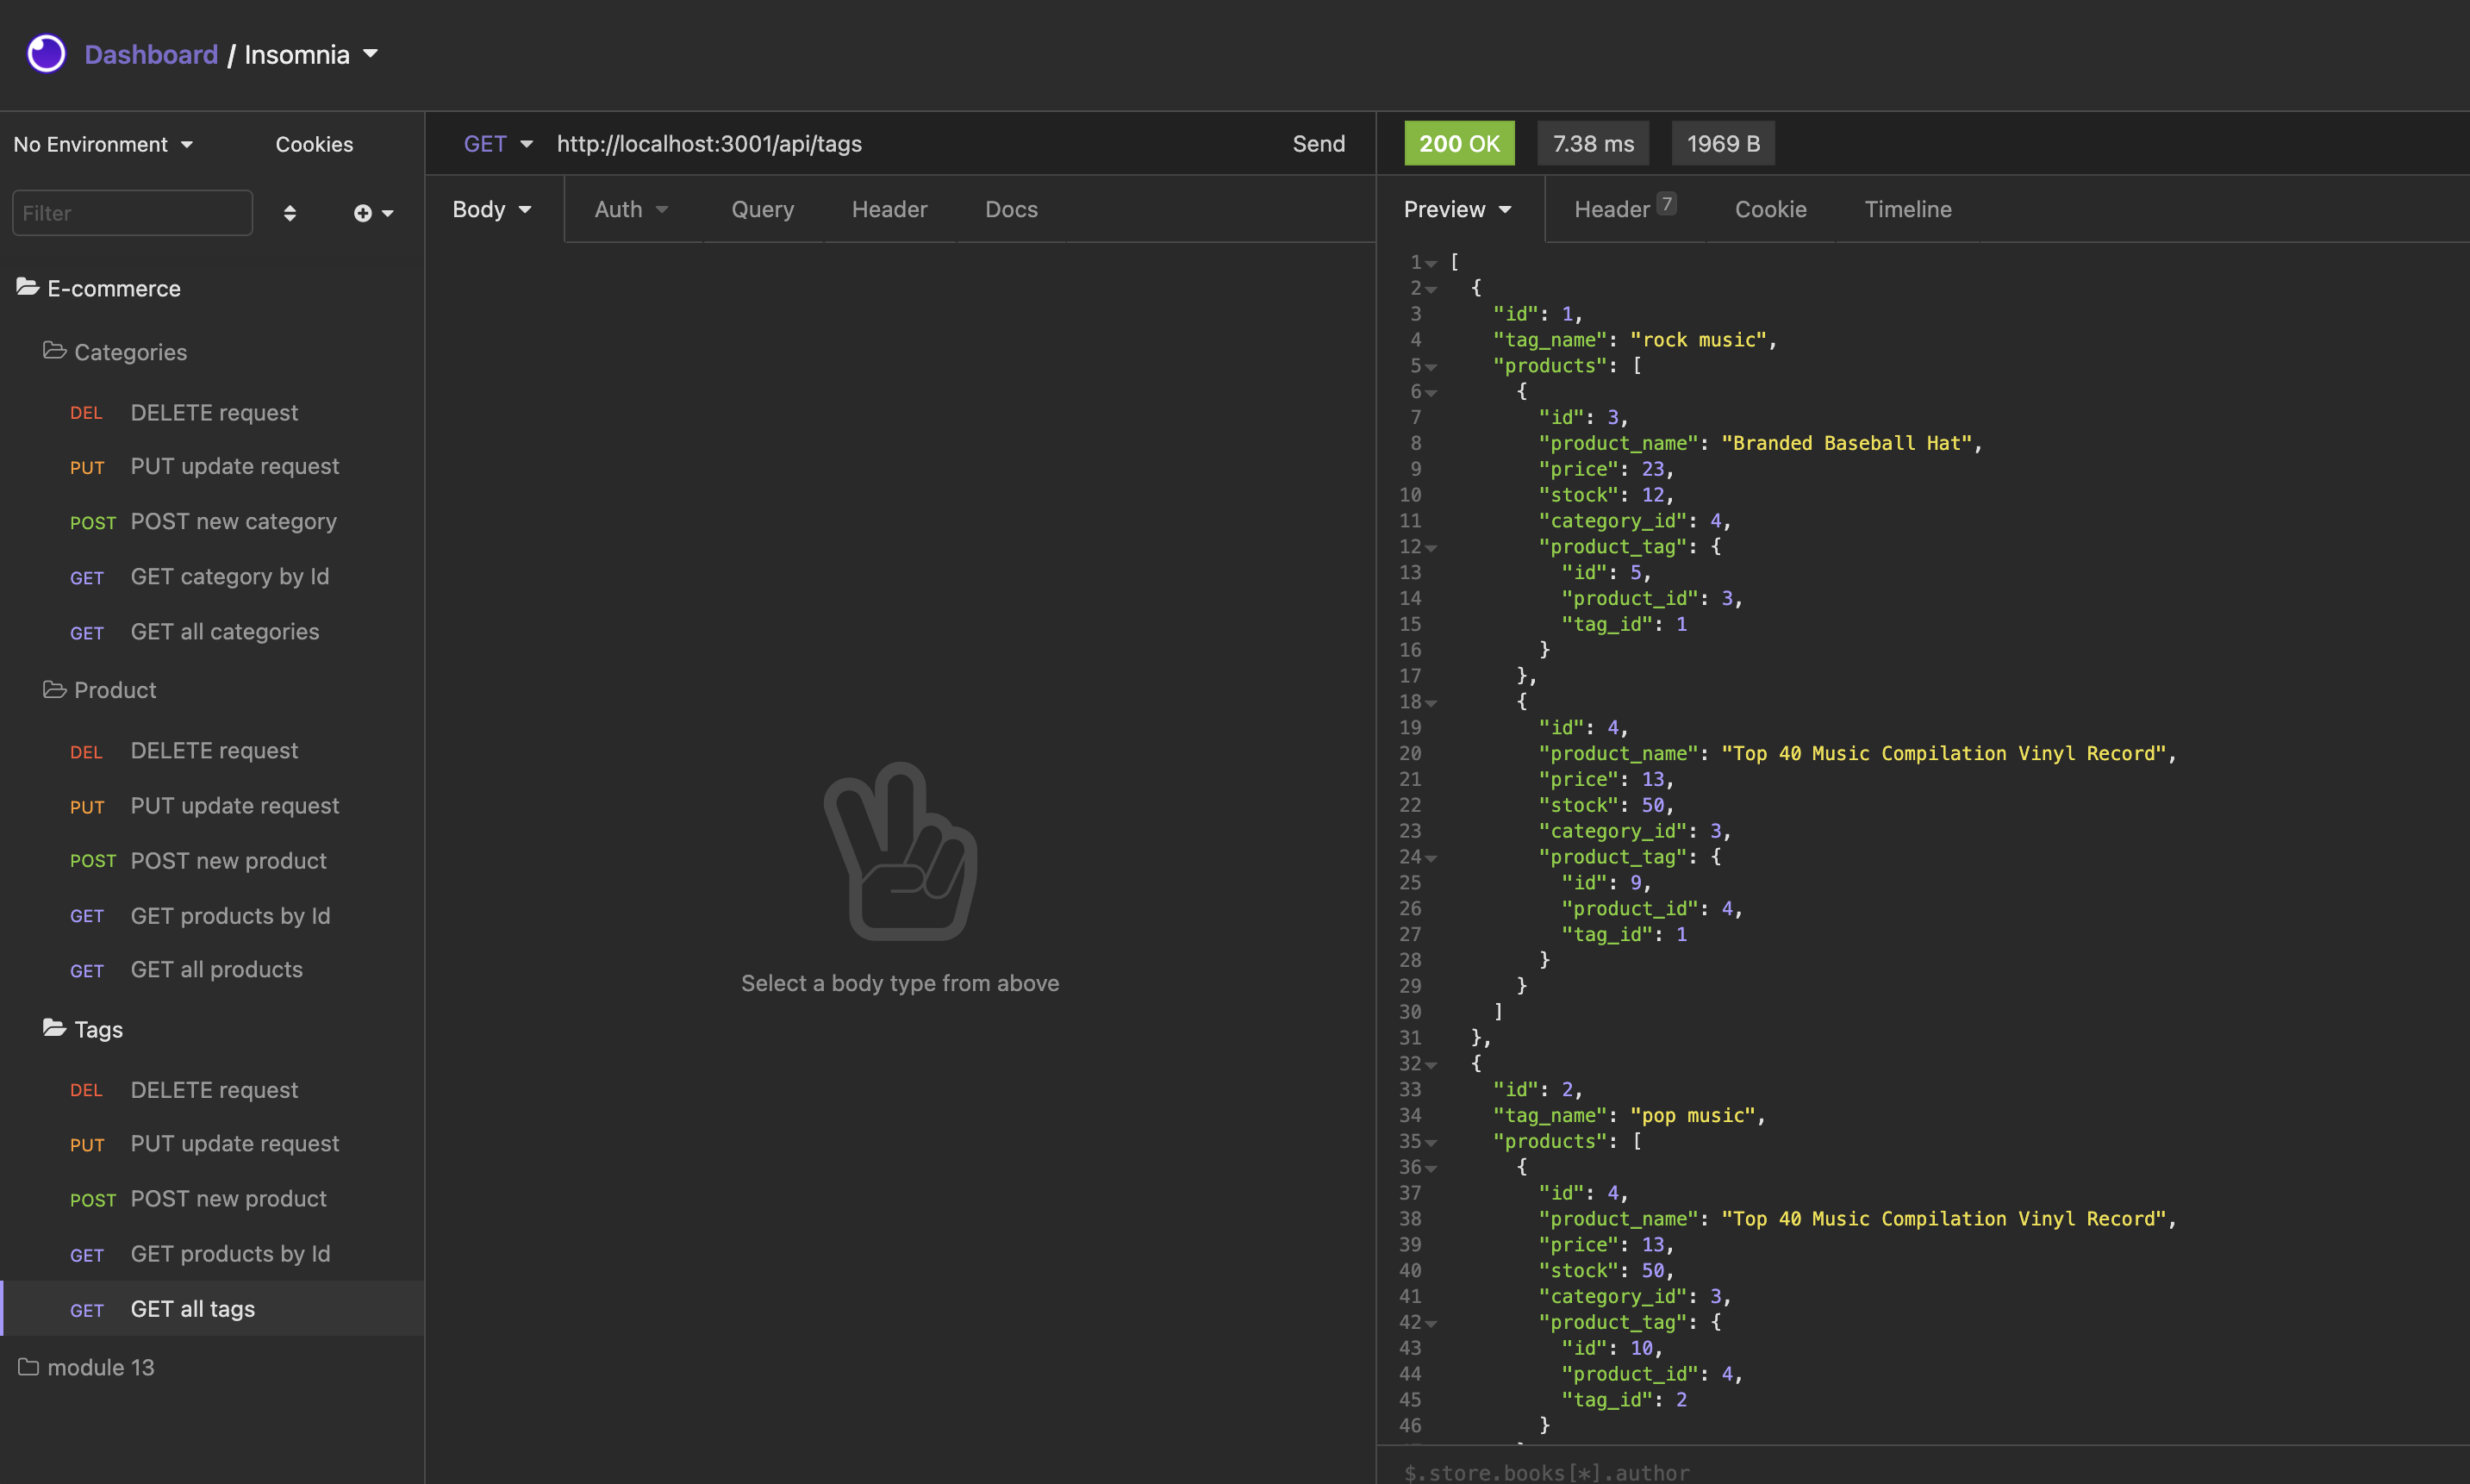 Dashboard / Insomnia
No Environment
Cookies
Filter
E-commerce
Categories
DEL DELETE request
PUT PUT update request
POST POST new category
GET GET category by Id
GET GET all categories
Product
DEL DELETE request
PUT PUT update request
POST POST new product
GET GET products by Id
GET GET all products
Tags
DEL DELETE request
PUT PUT update request
POST POST new product
GET GET products by Id
GET GET all tags
module 13
GET http://localhost:3001/api/tags Send
Body Auth Query Header Docs
Select a body type from above
200 OK 7.38 ms 1969 B
Preview Header 7 Cookie Timeline
1 [
2 {
3 "id": 1,
4 "tag_name": "rock music",
5 "products": [
6 {
7 "id": 3,
8 "product_name": "Branded Baseball Hat",
9 "price": 23,
10 "stock": 12,
11 "category_id": 4,
12 "product_tag": {
13 "id": 5,
14 "product_id": 3,
15 "tag_id": 1
16 }
17 },
18 {
19 "id": 4,
20 "product_name": "Top 40 Music Compilation Vinyl Record",
21 "price": 13,
22 "stock": 50,
23 "category_id": 3,
24 "product_tag": {
25 "id": 9,
26 "product_id": 4,
27 "tag_id": 1
28 }
29 }
30 ]
31 },
32 {
33 "id": 2,
34 "tag_name": "pop music",
35 "products": [
36 {
37 "id": 4,
38 "product_name": "Top 40 Music Compilation Vinyl Record",
39 "price": 13,
40 "stock": 50,
41 "category_id": 3,
42 "product_tag": {
43 "id": 10,
44 "product_id": 4,
45 "tag_id": 2
46 }
$.store.books[*].author